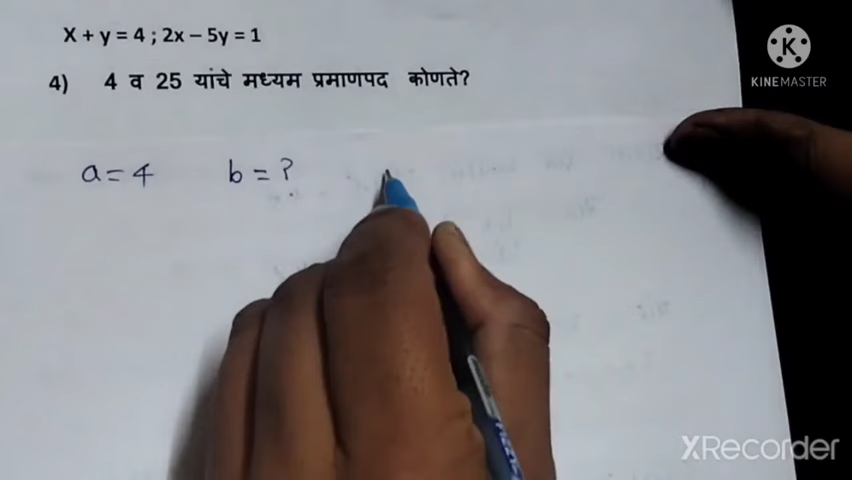 X + y = 4 ; 2x – 5y = 1
4) 4 व 25 यांचे मध्यम प्रमाणपद कोणते?
a = 4 b = ?
K
KINEMASTER
XRecorder